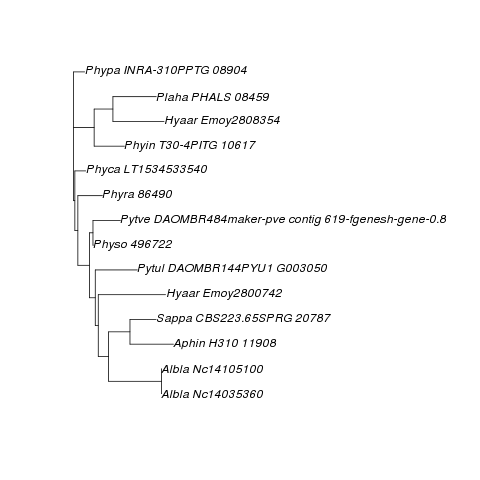 Phypa INRA-310PPTG 08904
Plaha PHALS 08459
Hyaar Emoy2808354
Phyin T30-4PITG 10617
Phyca LT1534533540
Phyra 86490
Pytve DAOMBR484maker-pve contig 619-fgenesh-gene-0.8
Physo 496722
Pytul DAOMBR144PYU1 G003050
Hyaar Emoy2800742
Sappa CBS223.65SPRG 20787
Aphin H310 11908
Albla Nc14105100
Albla Nc14035360